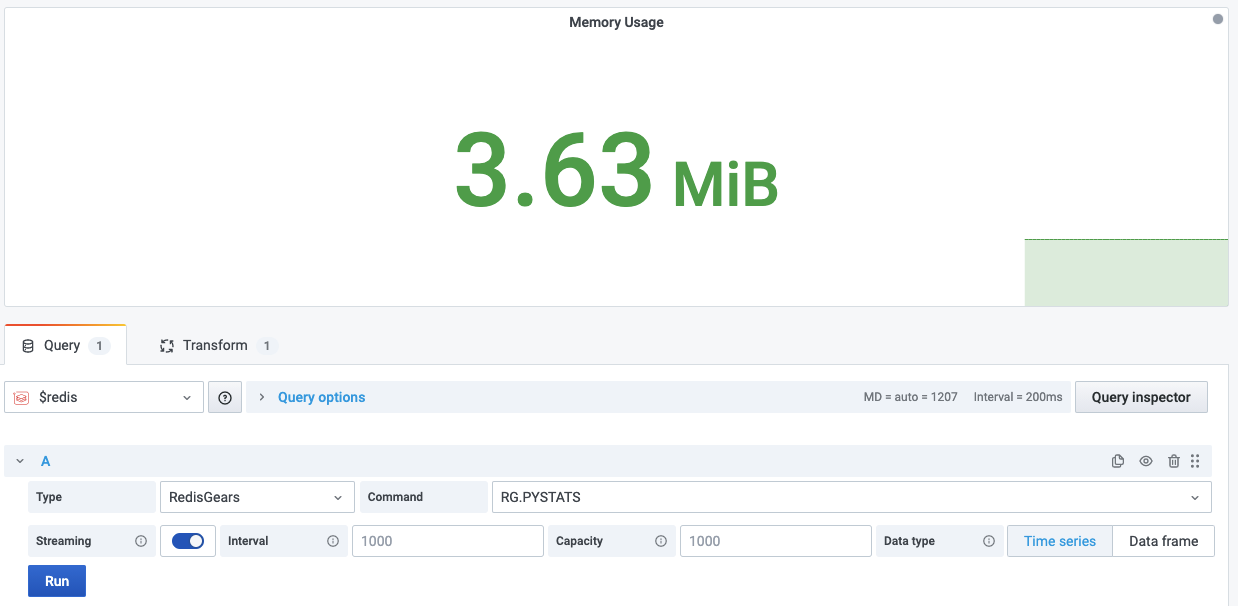 Memory Usage
3.63 MiB
Query 1 Transform 1
$redis Query options MD = auto = 1207 Interval = 200ms Query inspector
A
Type RedisGears Command RG.PYSTATS
Streaming Interval 1000 Capacity 1000 Data type Time series Data frame
Run